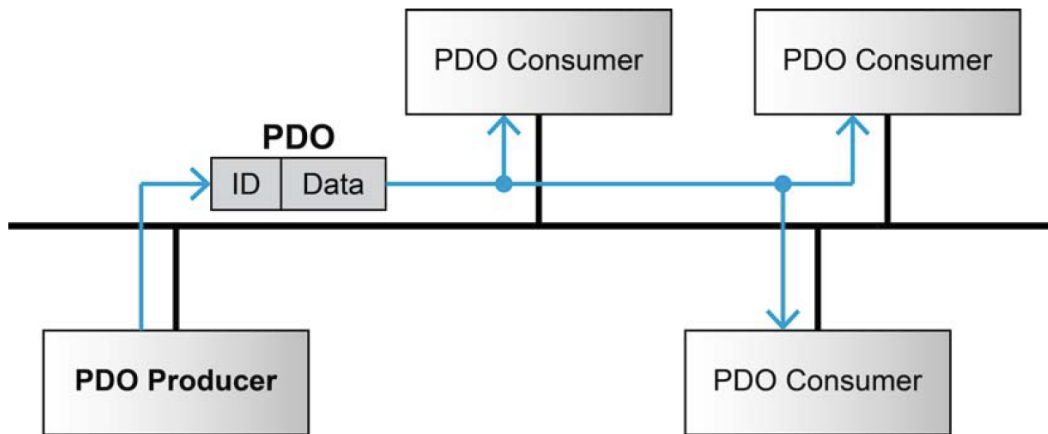 PDO Consumer
PDO Consumer
PDO
ID
Data
PDO Producer
PDO Consumer